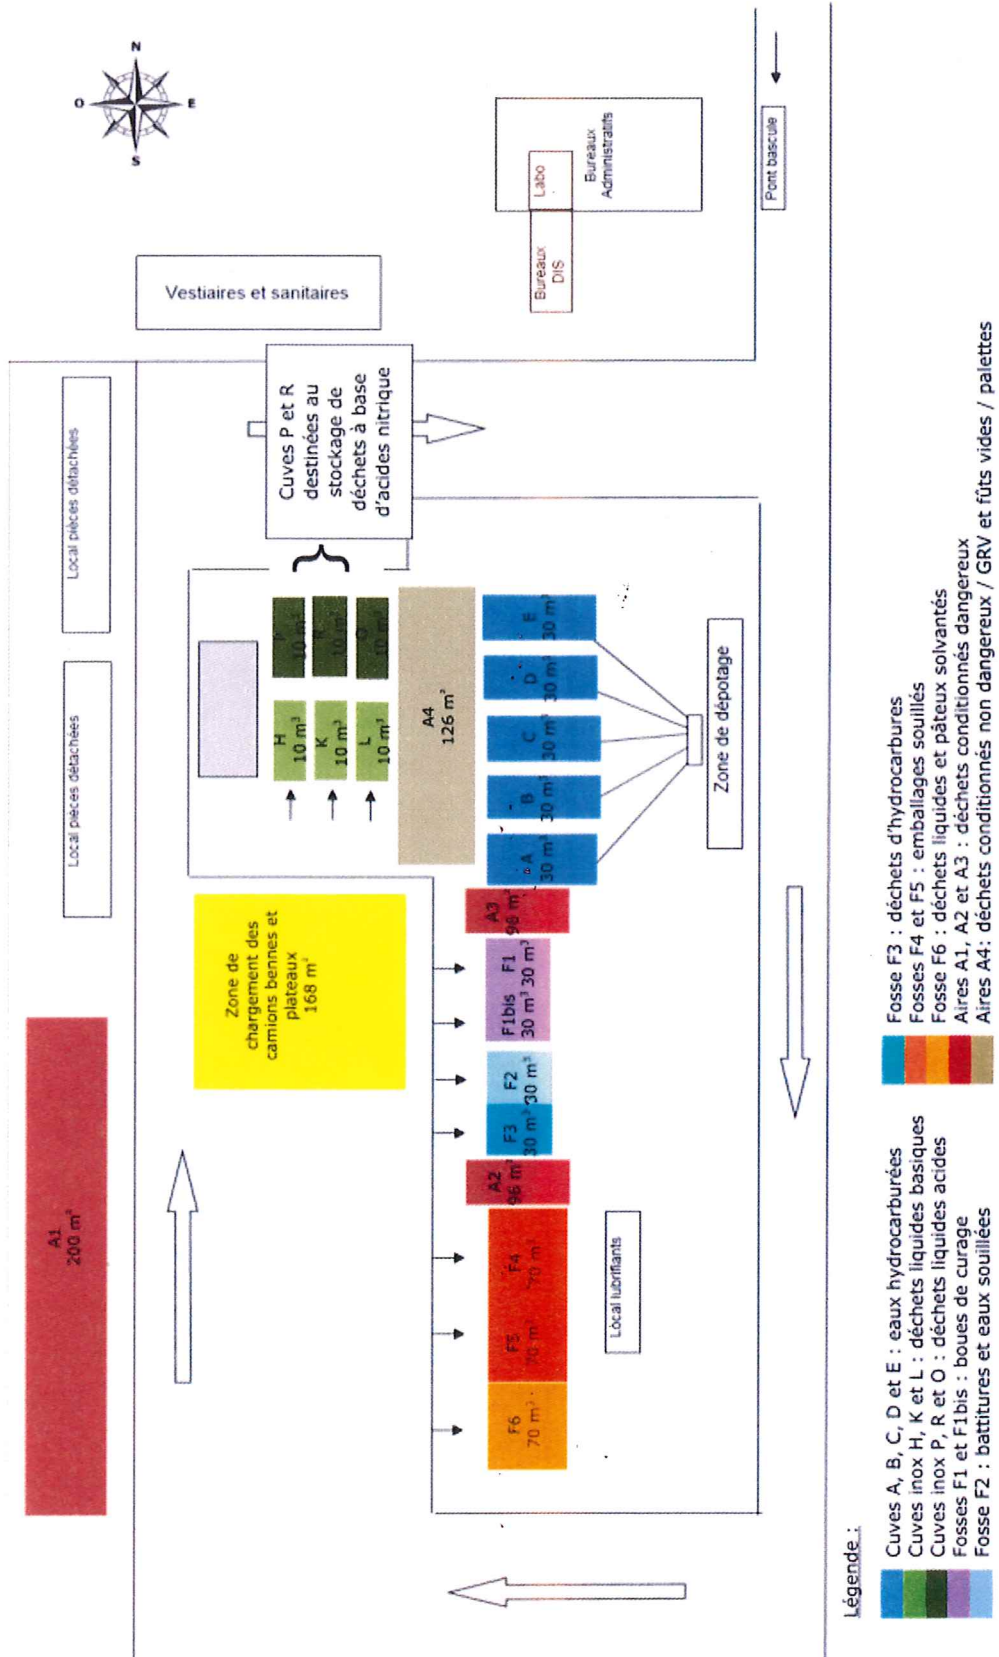 N
O
E
S
Local pièces détachées
Local pièces détachées
A1
200 m²
Vestiaires et sanitaires
Bureaux
DIS
Labo
Bureaux
Administratifs
Pont bascule
Cuves P et R
destinées au
stockage de
déchets à base
d'acides nitrique
Zone de
chargement des
camions bennes et
plateaux
168 m²
H
10 m³
K
10 m³
L
10 m³
P
10 m³
R
10 m³
O
10 m³
A4
126 m²
A
30 m³
B
30 m³
C
30 m³
D
30 m³
E
30 m³
Zone de dépotage
F6
70 m³
F5
70 m³
F4
70 m³
A2
96 m²
F3
30 m³
F2
30 m³
F1bis
30 m³
F1
30 m³
A3
96 m²
Local lubrifiants
Légende :
Cuves A, B, C, D et E : eaux hydrocarburées
Cuves inox H, K et L : déchets liquides basiques
Cuves inox P, R et O : déchets liquides acides
Fosses F1 et F1bis : boues de curage
Fosse F2 : battitures et eaux souillées
Fosse F3 : déchets d'hydrocarbures
Fosses F4 et F5 : emballages souillés
Fosse F6 : déchets liquides et pâteux solvantés
Aires A1, A2 et A3 : déchets conditionnés dangereux
Aires A4: déchets conditionnés non dangereux / GRV et fûts vides / palettes